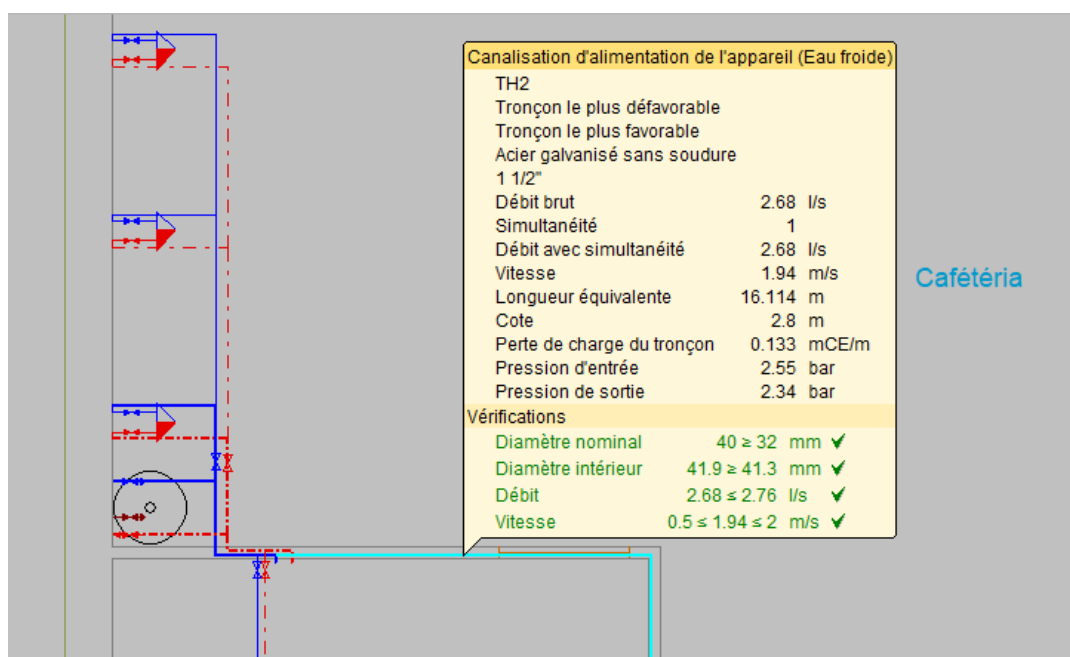 Canalisation d'alimentation de l'appareil (Eau froide)
TH2
Tronçon le plus défavorable
Tronçon le plus favorable
Acier galvanisé sans soudure
1 1/2"
Débit brut 2.68 l/s
Simultanéité 1
Débit avec simultanéité 2.68 l/s
Vitesse 1.94 m/s
Longueur équivalente 16.114 m
Cote 2.8 m
Perte de charge du tronçon 0.133 mCE/m
Pression d'entrée 2.55 bar
Pression de sortie 2.34 bar
Vérifications
Diamètre nominal 40 ≥ 32 mm ✓
Diamètre intérieur 41.9 ≥ 41.3 mm ✓
Débit 2.68 ≤ 2.76 l/s ✓
Vitesse 0.5 ≤ 1.94 ≤ 2 m/s ✓
Cafétéria